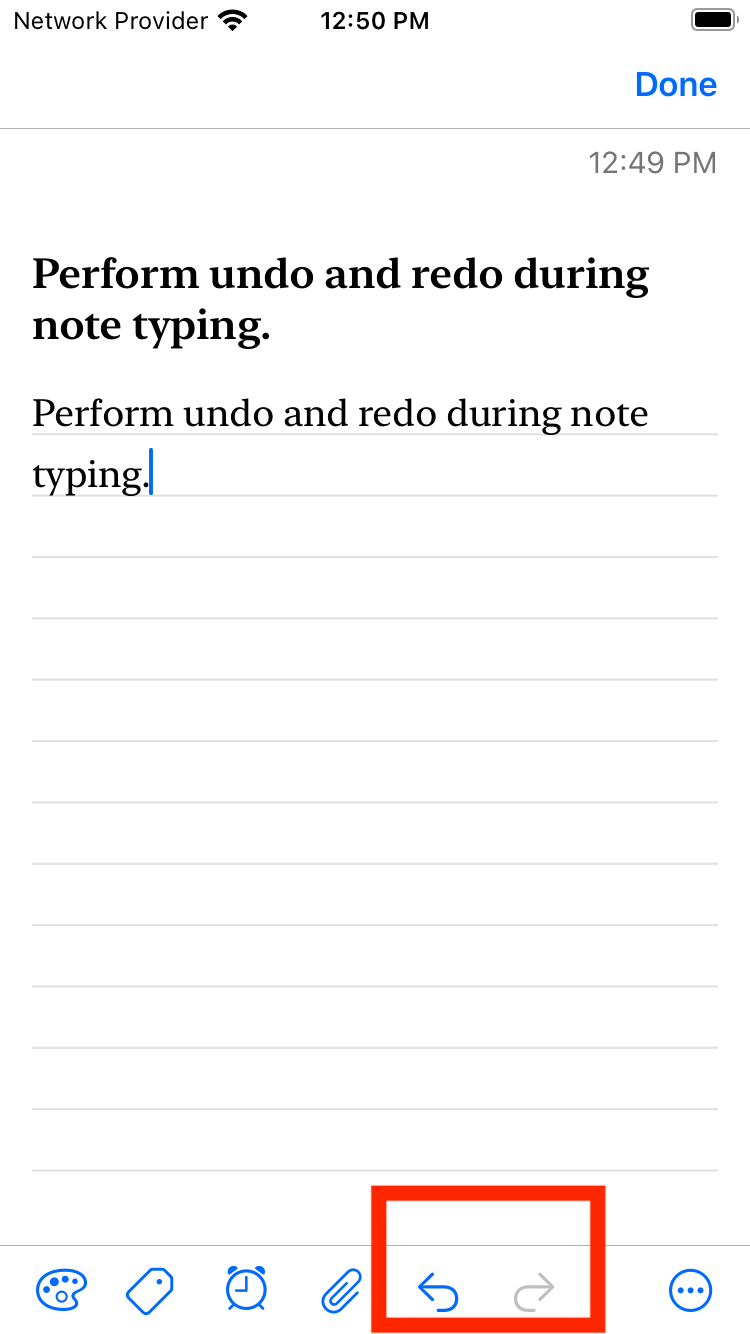 Network Provider 12:50 PM
Done
12:49 PM
Perform undo and redo during
note typing.
Perform undo and redo during note
typing.